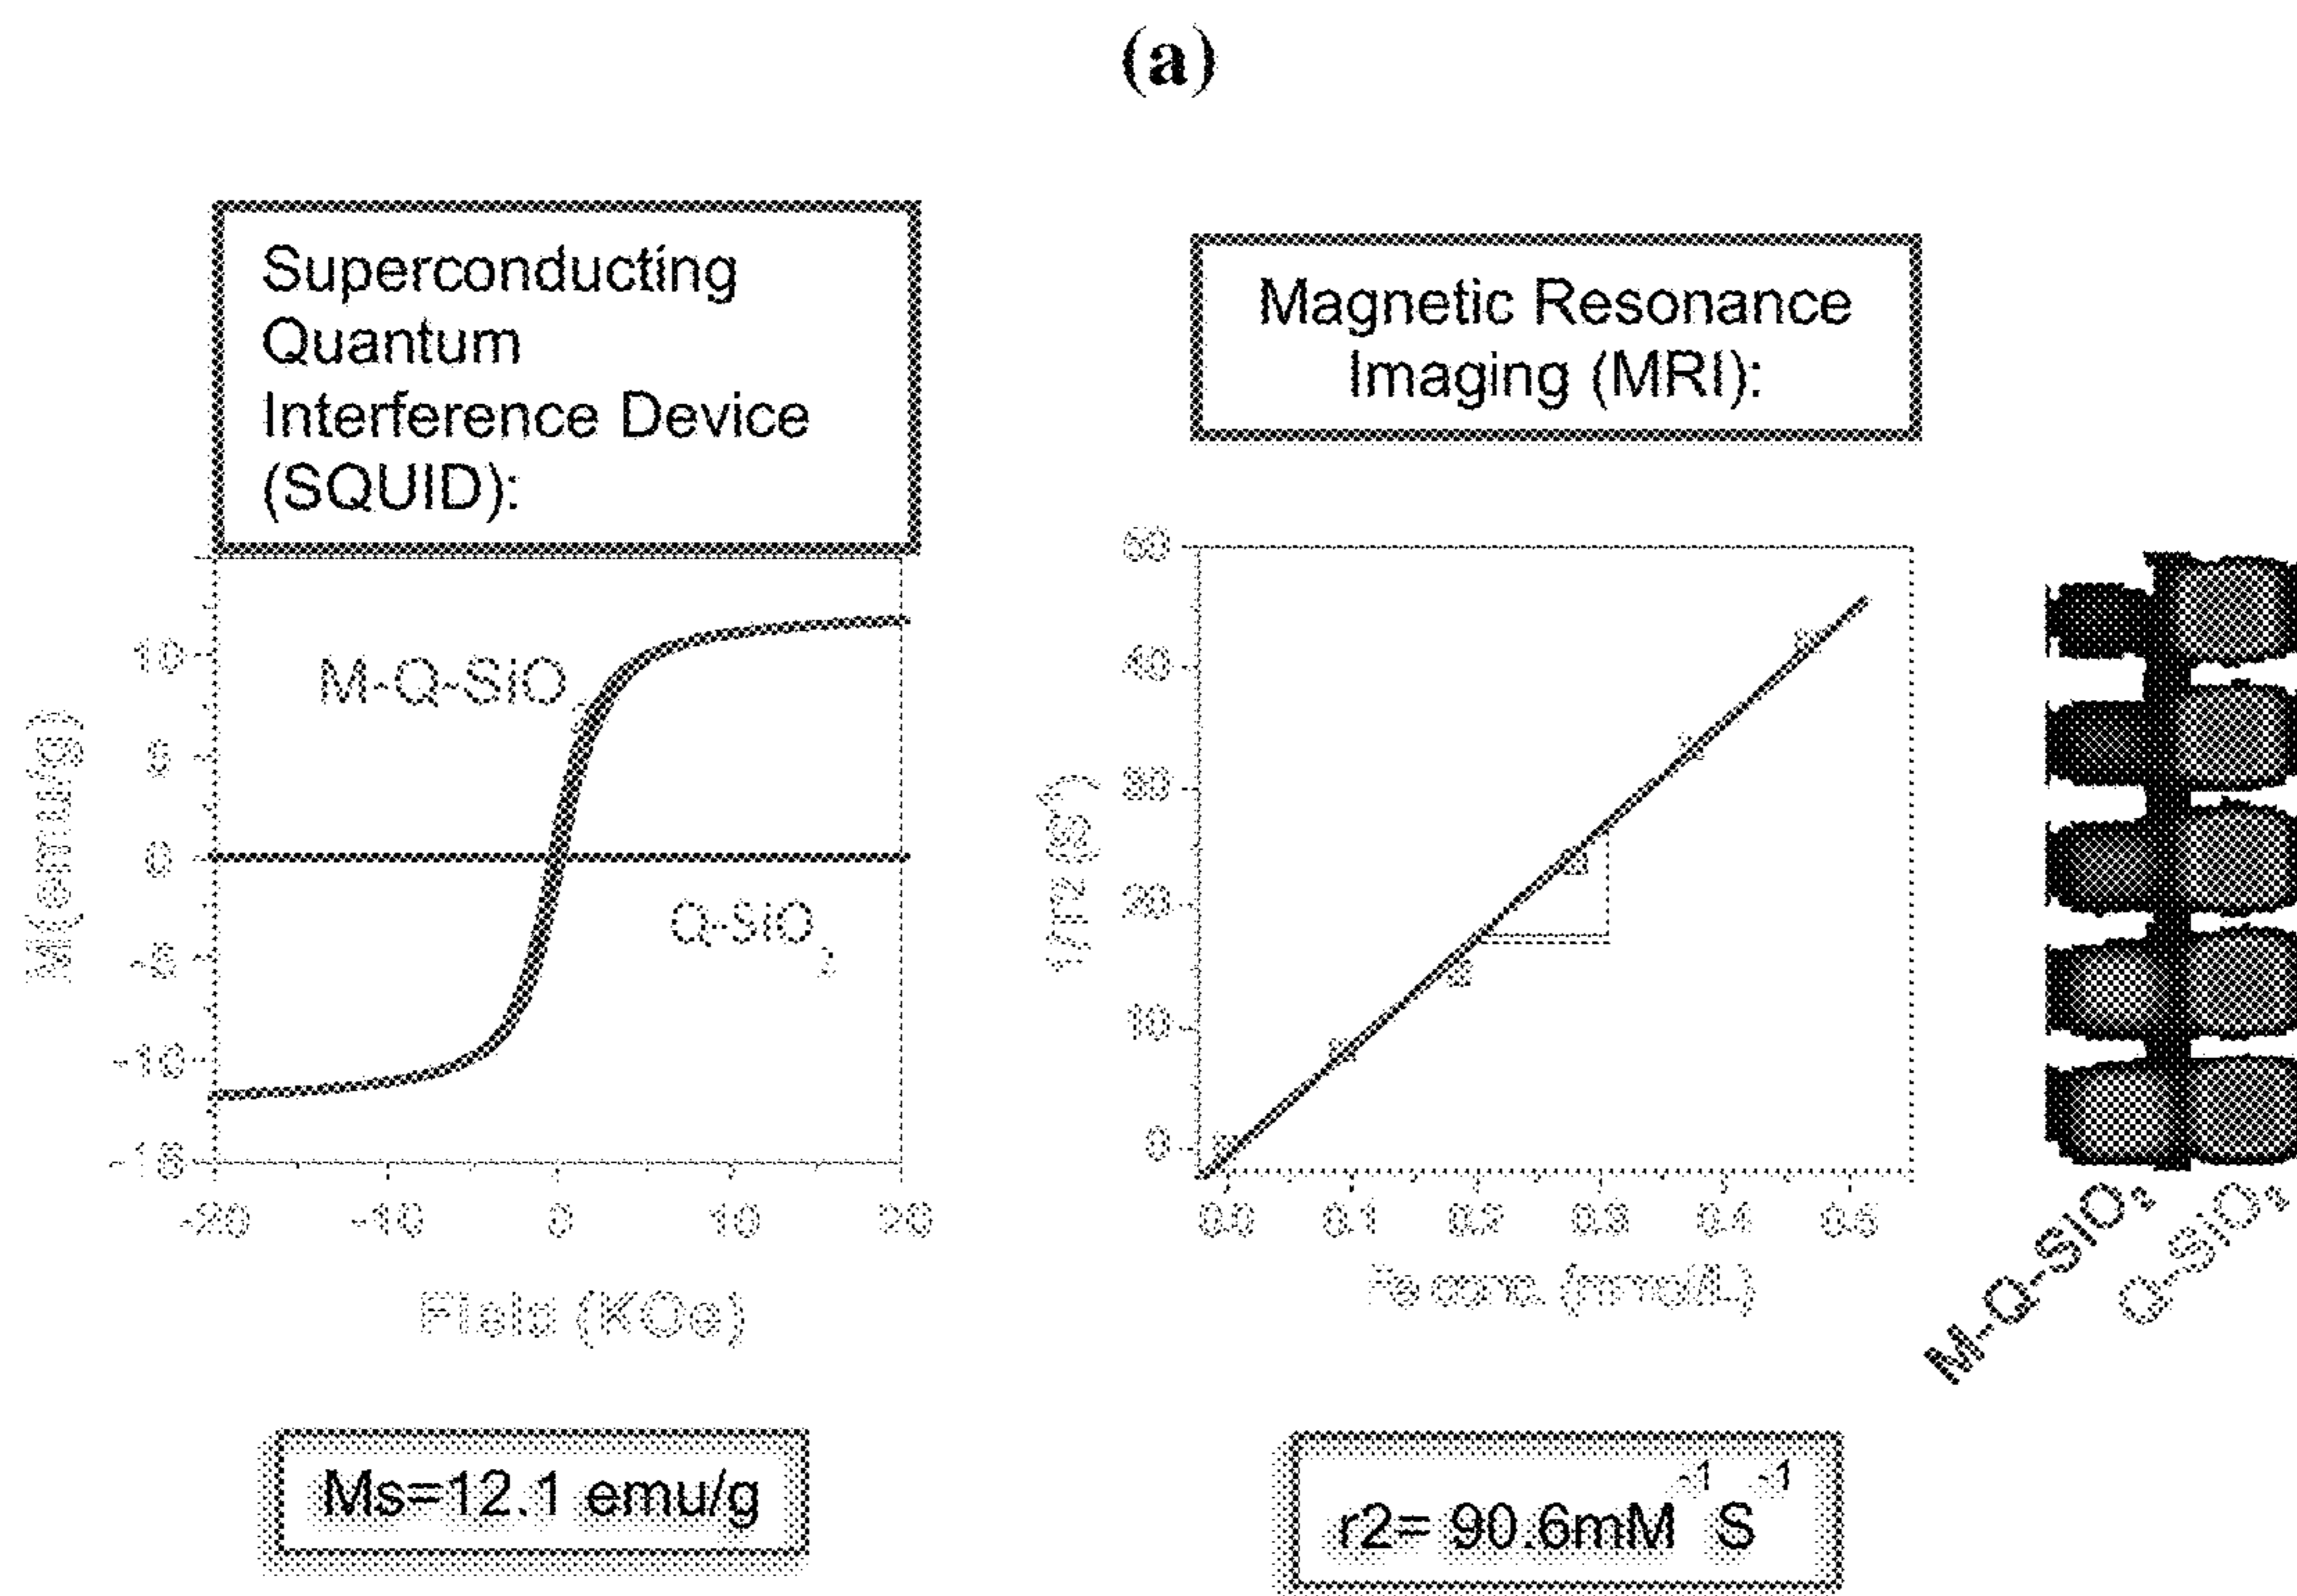 (a)
Superconducting
Quantum
Interference Device
(SQUID):
M(emu/g)
10
5
0
-5
-10
-15
-20
-10
0
10
20
M-Q-SiO2
Q-SiO2
Field (KOe)
Ms=12.1 emu/g
Magnetic Resonance
Imaging (MRI):
1/T2 (s-1)
50
40
30
20
10
0
0.0
0.1
0.2
0.3
0.4
0.5
Fe conc. (mmol/L)
M-Q-SiO2
Q-SiO2
r2= 90.6mM-1 S-1